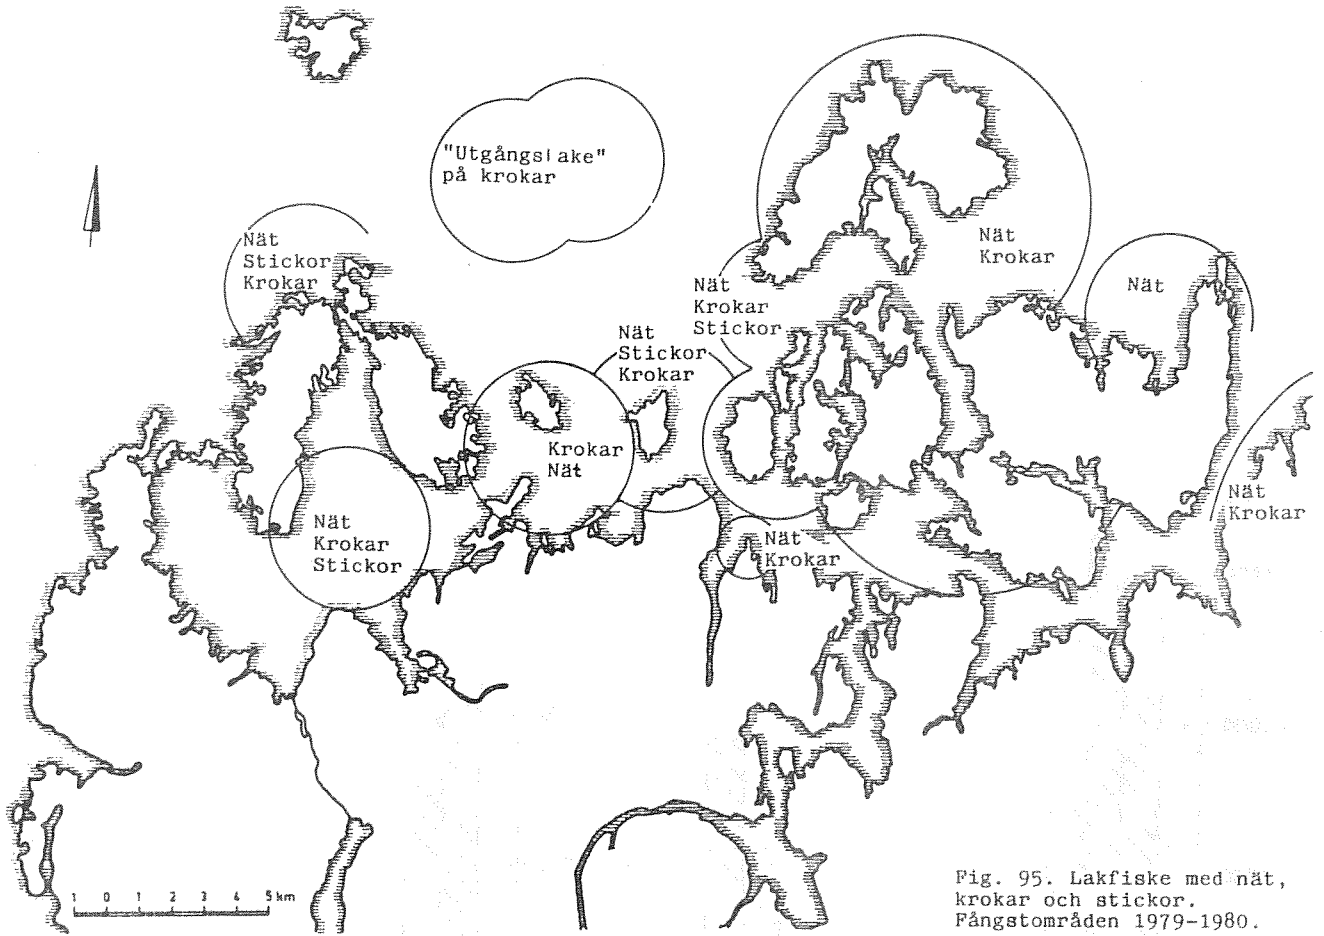 "Utgångslake"
på krokar
Nät
Stickor
Krokar
Nät
Krokar
Nät
Nät
Krokar
Stickor
Nät
Stickor
Krokar
Krokar
Nät
Nät
Krokar
Nät
Krokar
Stickor
Nät
Krokar
1 0 1 2 3 4 5 km
Fig. 95. Lakfiske med nät,
krokar och stickor.
Fångstområden 1979-1980.